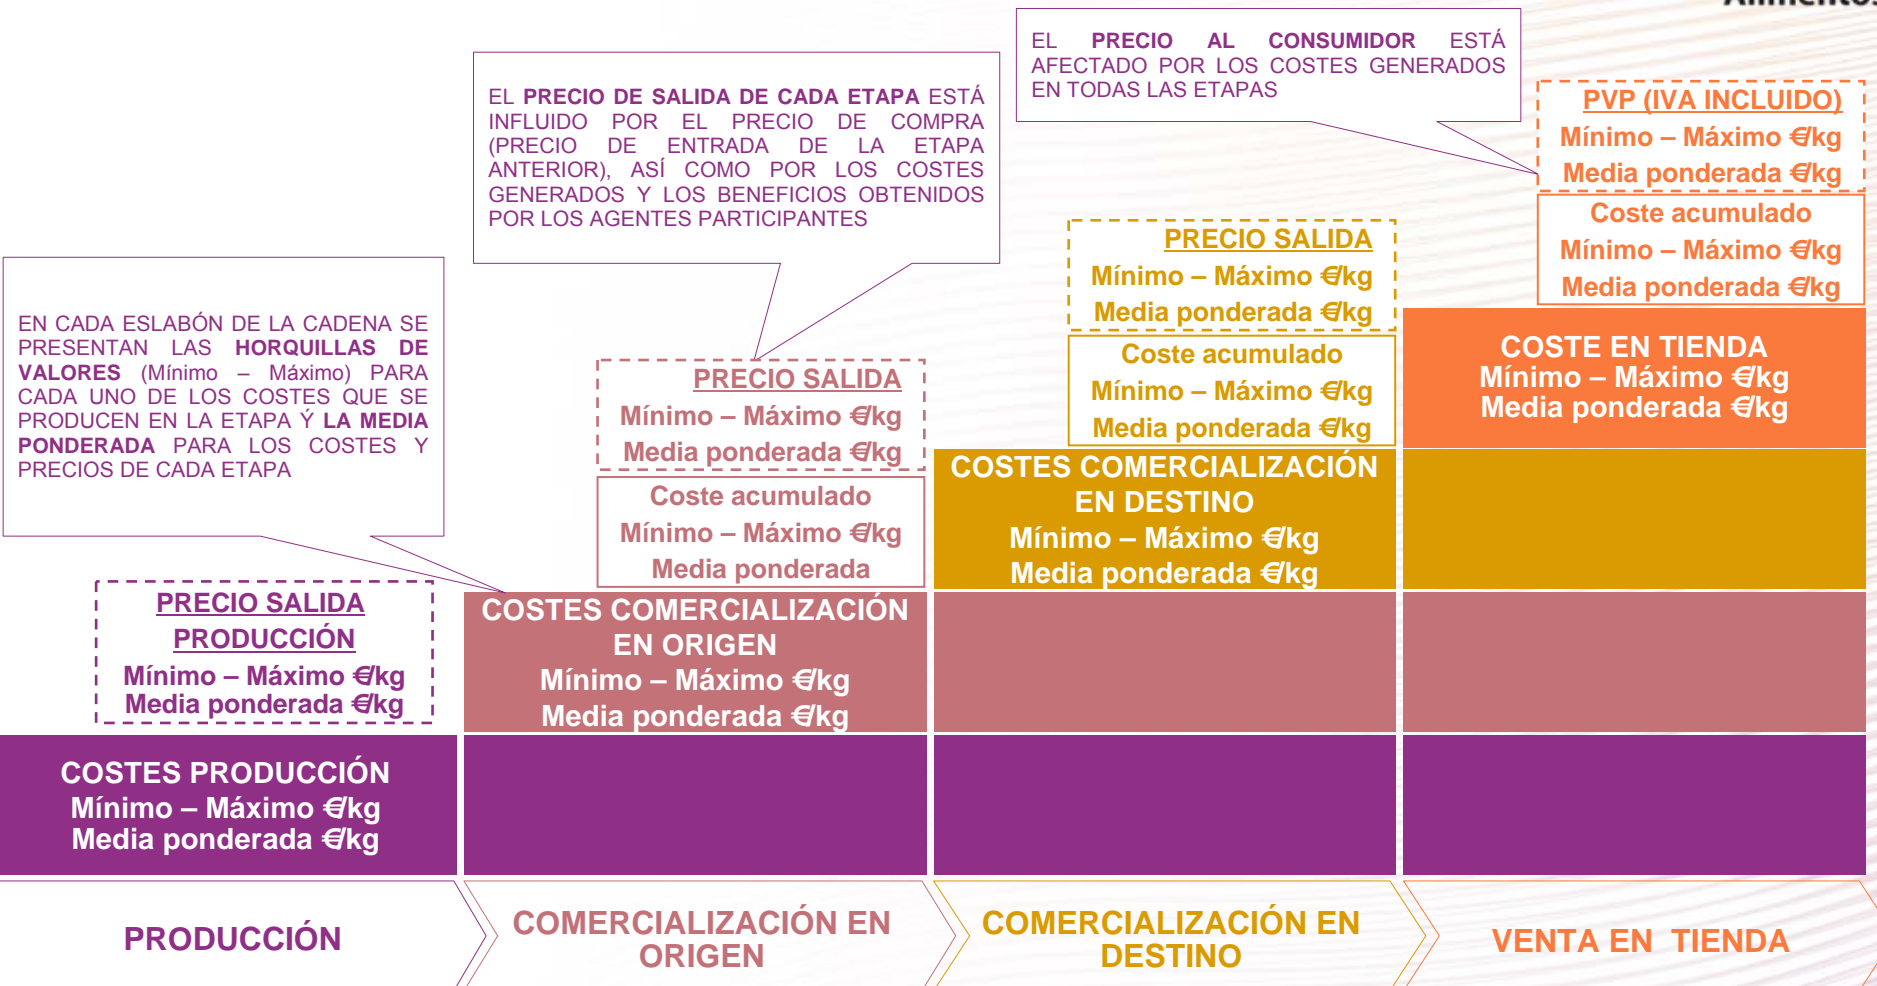 Alimentos
EL PRECIO AL CONSUMIDOR ESTÁ
AFECTADO POR LOS COSTES GENERADOS
EN TODAS LAS ETAPAS
EL PRECIO DE SALIDA DE CADA ETAPA ESTÁ
INFLUIDO POR EL PRECIO DE COMPRA
(PRECIO DE ENTRADA DE LA ETAPA
ANTERIOR), ASÍ COMO POR LOS COSTES
GENERADOS Y LOS BENEFICIOS OBTENIDOS
POR LOS AGENTES PARTICIPANTES
EN CADA ESLABÓN DE LA CADENA SE
PRESENTAN LAS HORQUILLAS DE
VALORES (Mínimo – Máximo) PARA
CADA UNO DE LOS COSTES QUE SE
PRODUCEN EN LA ETAPA Ý LA MEDIA
PONDERADA PARA LOS COSTES Y
PRECIOS DE CADA ETAPA
PVP (IVA INCLUIDO)
Mínimo – Máximo €/kg
Media ponderada €/kg
Coste acumulado
Mínimo – Máximo €/kg
Media ponderada €/kg
COSTE EN TIENDA
Mínimo – Máximo €/kg
Media ponderada €/kg
PRECIO SALIDA
Mínimo – Máximo €/kg
Media ponderada €/kg
Coste acumulado
Mínimo – Máximo €/kg
Media ponderada €/kg
COSTES COMERCIALIZACIÓN
EN DESTINO
Mínimo – Máximo €/kg
Media ponderada €/kg
PRECIO SALIDA
Mínimo – Máximo €/kg
Media ponderada €/kg
Coste acumulado
Mínimo – Máximo €/kg
Media ponderada
COSTES COMERCIALIZACIÓN
EN ORIGEN
Mínimo – Máximo €/kg
Media ponderada €/kg
PRECIO SALIDA
PRODUCCIÓN
Mínimo – Máximo €/kg
Media ponderada €/kg
COSTES PRODUCCIÓN
Mínimo – Máximo €/kg
Media ponderada €/kg
PRODUCCIÓN
COMERCIALIZACIÓN EN
ORIGEN
COMERCIALIZACIÓN EN
DESTINO
VENTA EN TIENDA